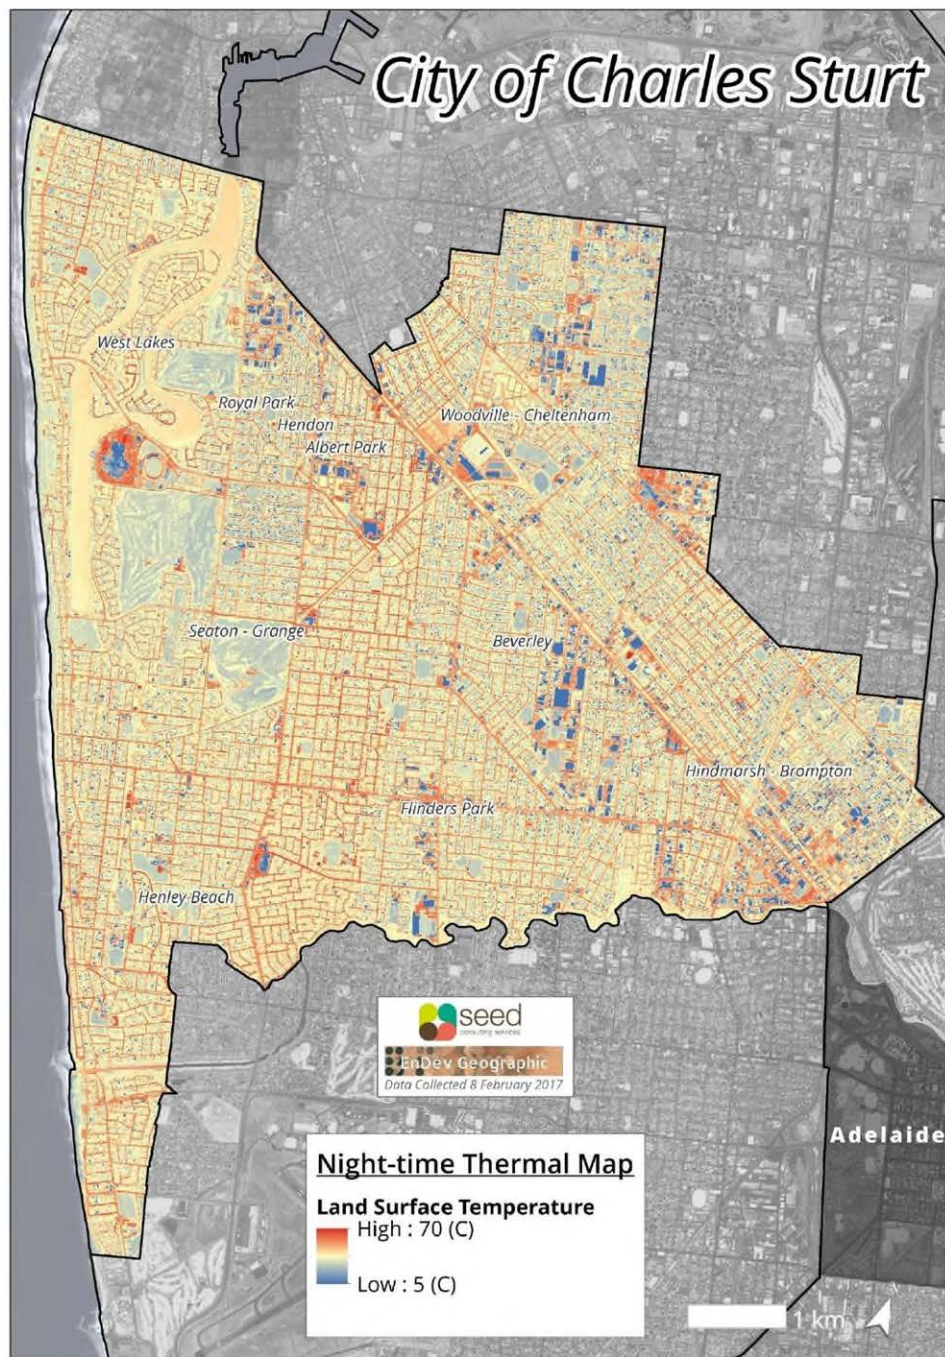 City of Charles Sturt
West Lakes
Royal Park
Hendon
Albert Park
Woodville - Cheltenham
Seaton - Grange
Beverley
Hindmarsh - Brompton
Flinders Park
Henley Beach
seed
consulting services
EnDev Geographic
Data Collected 8 February 2017
Adelaide
Night-time Thermal Map
Land Surface Temperature
High : 70 (C)
Low : 5 (C)
1 km